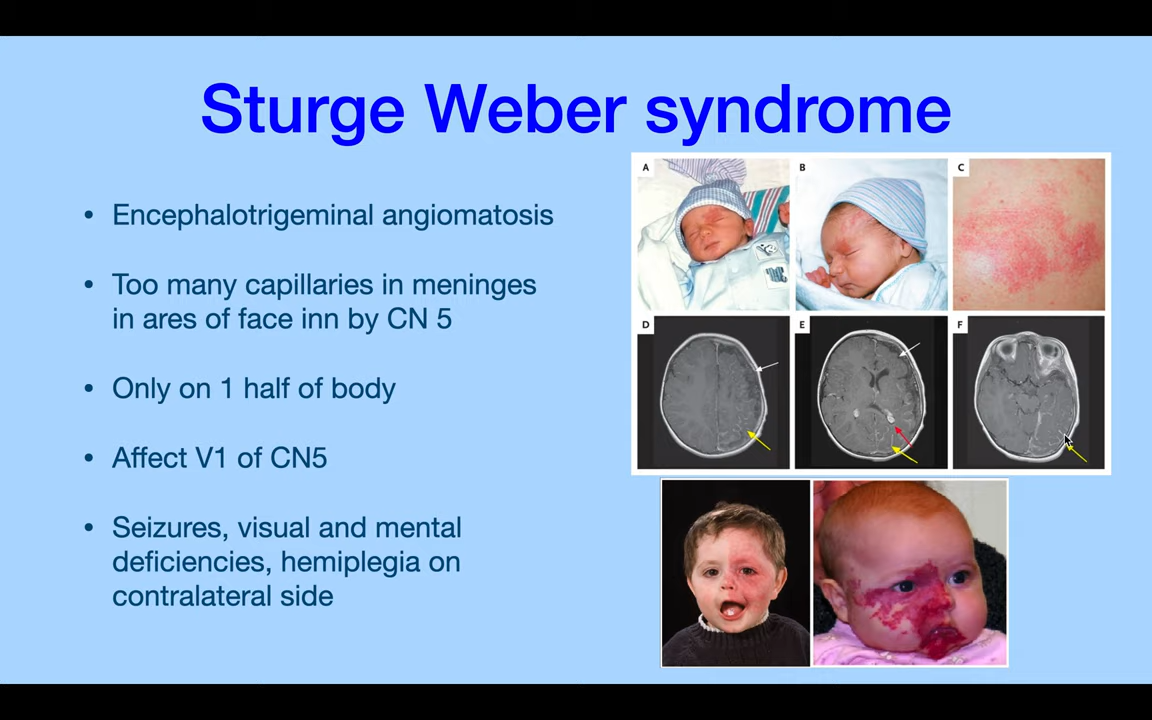 Sturge Weber syndrome
• Encephalotrigeminal angiomatosis
• Too many capillaries in meninges
in ares of face inn by CN 5
• Only on 1 half of body
• Affect V1 of CN5
• Seizures, visual and mental
deficiencies, hemiplegia on
contralateral side
A
B
C
D
E
F